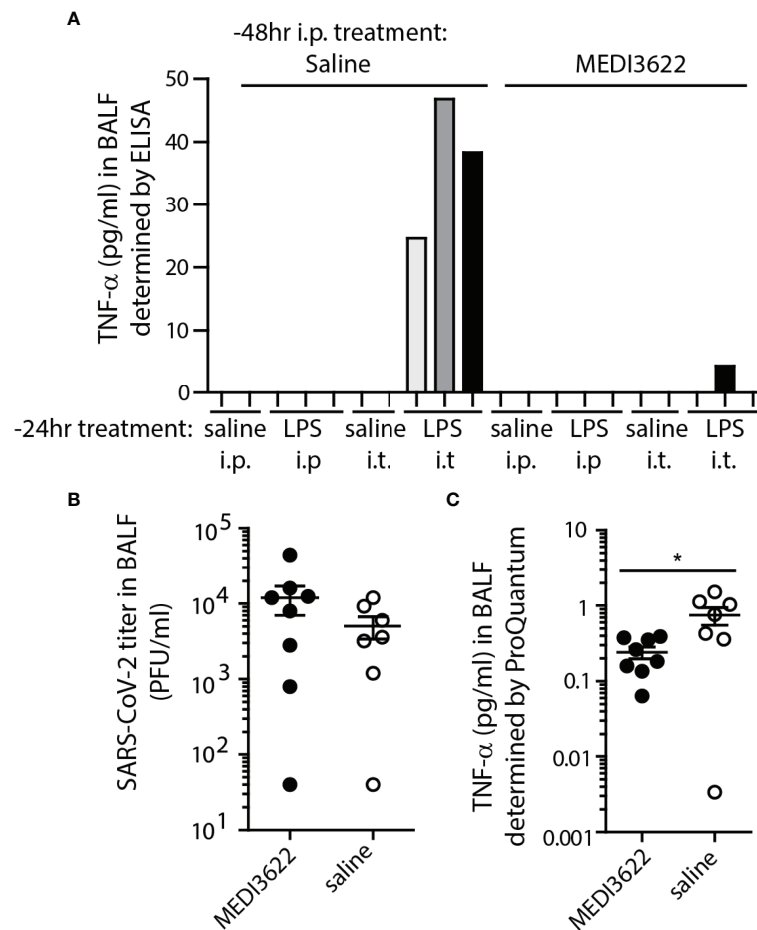 A
-48hr i.p. treatment:
Saline
MEDI3622
TNF-α (pg/ml) in BALF
determined by ELISA
50
40
30
20
10
0
-24hr treatment: saline LPS saline LPS saline LPS saline LPS
i.p. i.p i.t. i.t i.p. i.p i.t. i.t.
B
SARS-CoV-2 titer in BALF
(PFU/ml)
10^5
10^4
10^3
10^2
10^1
MEDI3622
saline
C
TNF-α (pg/ml) in BALF
determined by ProQuantum
10
1
0.1
0.01
0.001
*
MEDI3622
saline